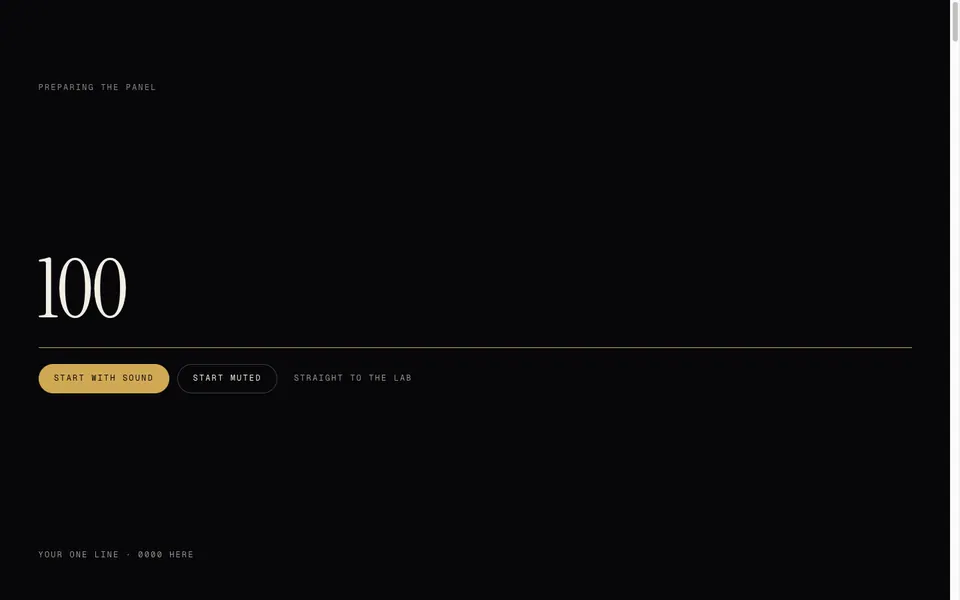 PREPARING THE PANEL
100
START WITH SOUND START MUTED STRAIGHT TO THE LAB
YOUR ONE LINE · 0000 HERE